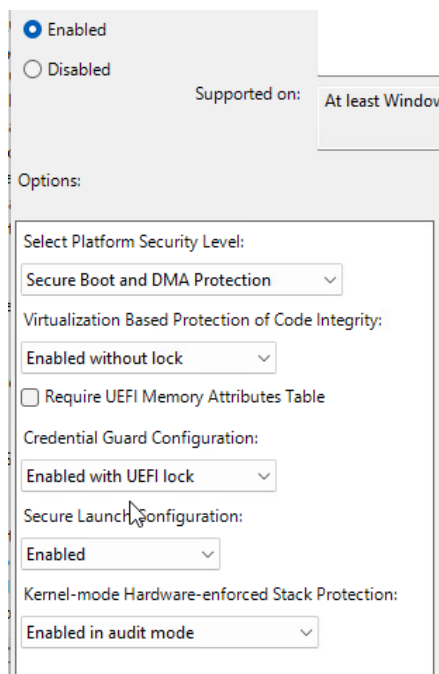 Enabled
Disabled
Supported on:
At least Window
Options:
Select Platform Security Level:
Secure Boot and DMA Protection
Virtualization Based Protection of Code Integrity:
Enabled without lock
Require UEFI Memory Attributes Table
Credential Guard Configuration:
Enabled with UEFI lock
Secure Launch Configuration:
Enabled
Kernel-mode Hardware-enforced Stack Protection:
Enabled in audit mode